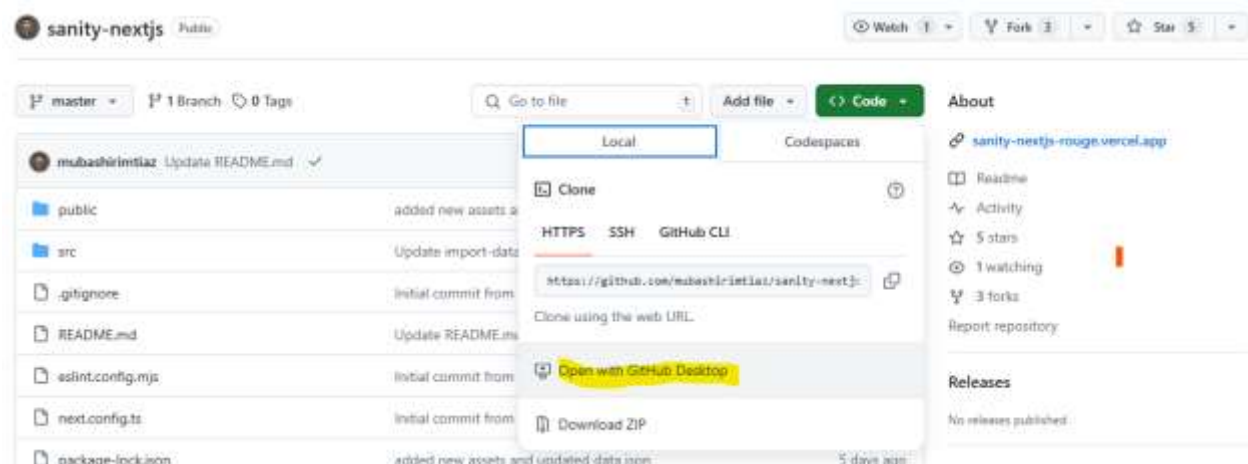 sanity-nextjs Public
Watch 1 Fork 3 Star 5
master 1 Branch 0 Tags Go to file t Add file <> Code
Local Codespaces
mubashirimtiaz Update README.md
Clone
public added new assets a
HTTPS SSH GitHub CLI
src Update import-data
https://github.com/mubashirimtiaz/sanity-nextj
.gitignore Initial commit from
Clone using the web URL.
README.md Update README.m
Open with GitHub Desktop
eslint.config.mjs Initial commit from
next.config.ts Initial commit from
Download ZIP
package-lock.json added new assets and updated data json 5 days ago
About
sanity-nextjs-rouge.vercel.app
Readme
Activity
5 stars
1 watching
3 forks
Report repository
Releases
No releases published